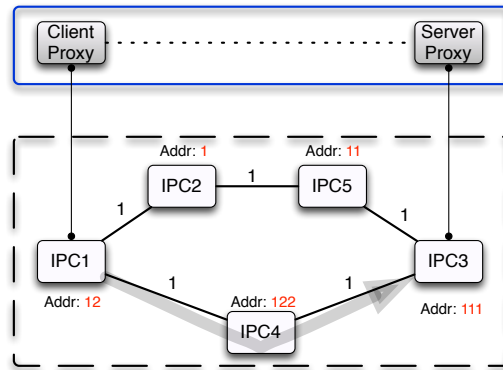 Client
Proxy
Server
Proxy
Addr: 1
Addr: 11
IPC2
1
IPC5
1
1
IPC1
IPC3
1
1
Addr: 12
Addr: 122
Addr: 111
IPC4